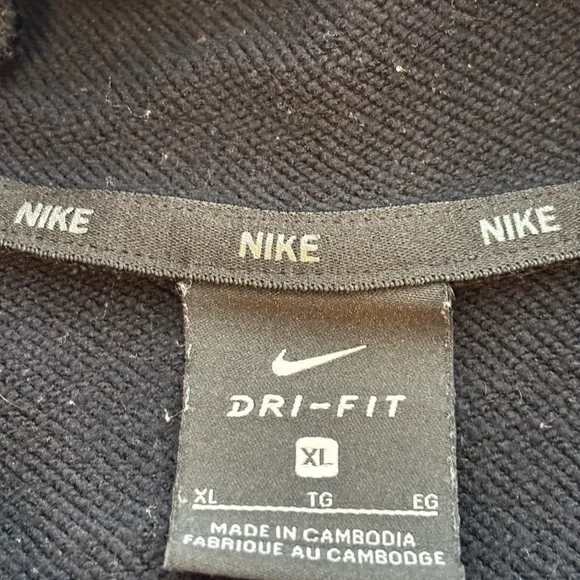 NIKE NIKE NIKE
DRI-FIT
XL
XL TG EG
MADE IN CAMBODIA
FABRIQUE AU CAMBODGE